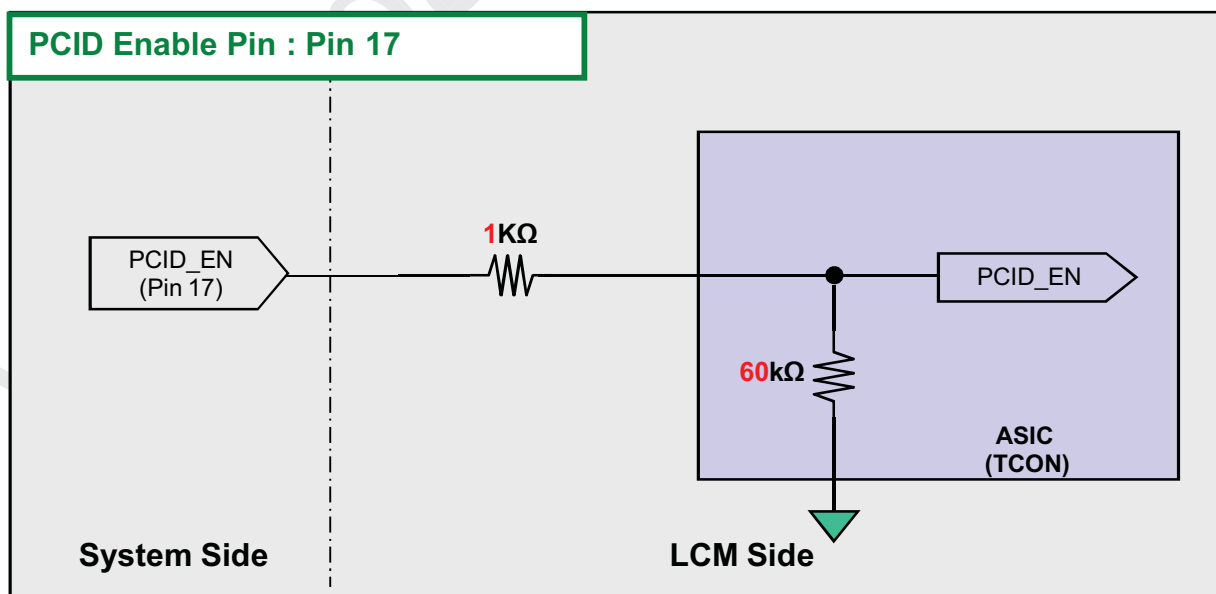 PCID Enable Pin : Pin 17
1KΩ
PCID_EN
(Pin 17)
PCID_EN
60kΩ
ASIC
(TCON)
System Side
LCM Side